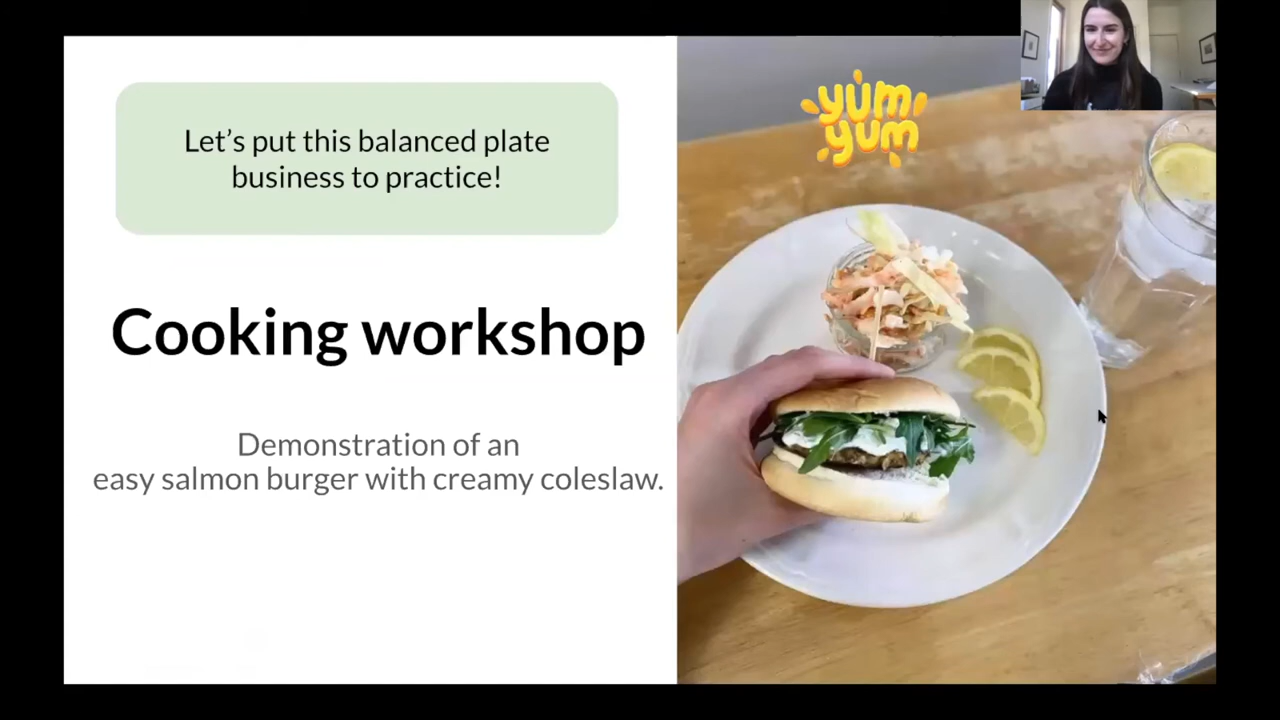 Let’s put this balanced plate
business to practice!
Cooking workshop
Demonstration of an
easy salmon burger with creamy coleslaw.
yum
yum